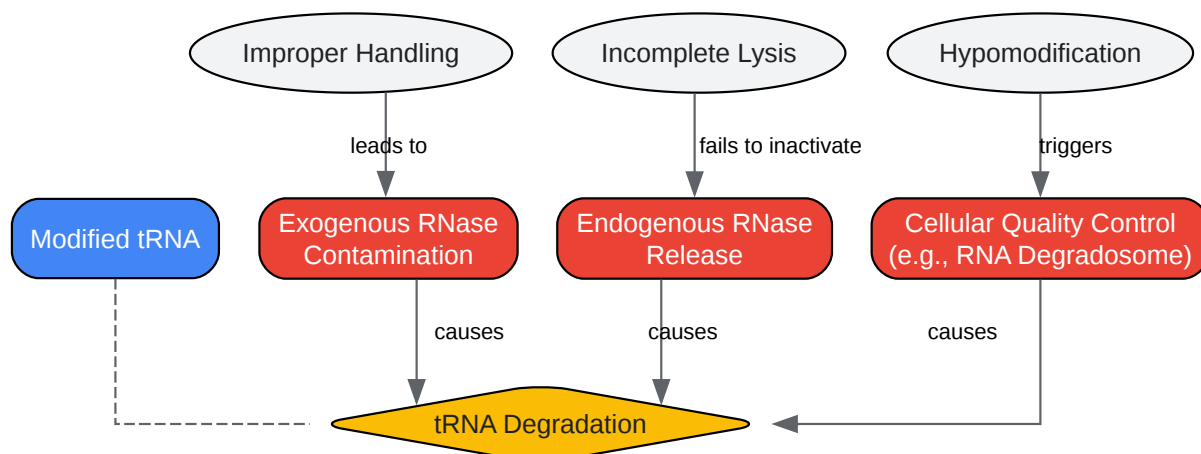 Improper Handling
Incomplete Lysis
Hypomodification
leads to
fails to inactivate
triggers
Modified tRNA
Exogenous RNase
Contamination
Endogenous RNase
Release
Cellular Quality Control
(e.g., RNA Degradosome)
causes
causes
causes
tRNA Degradation